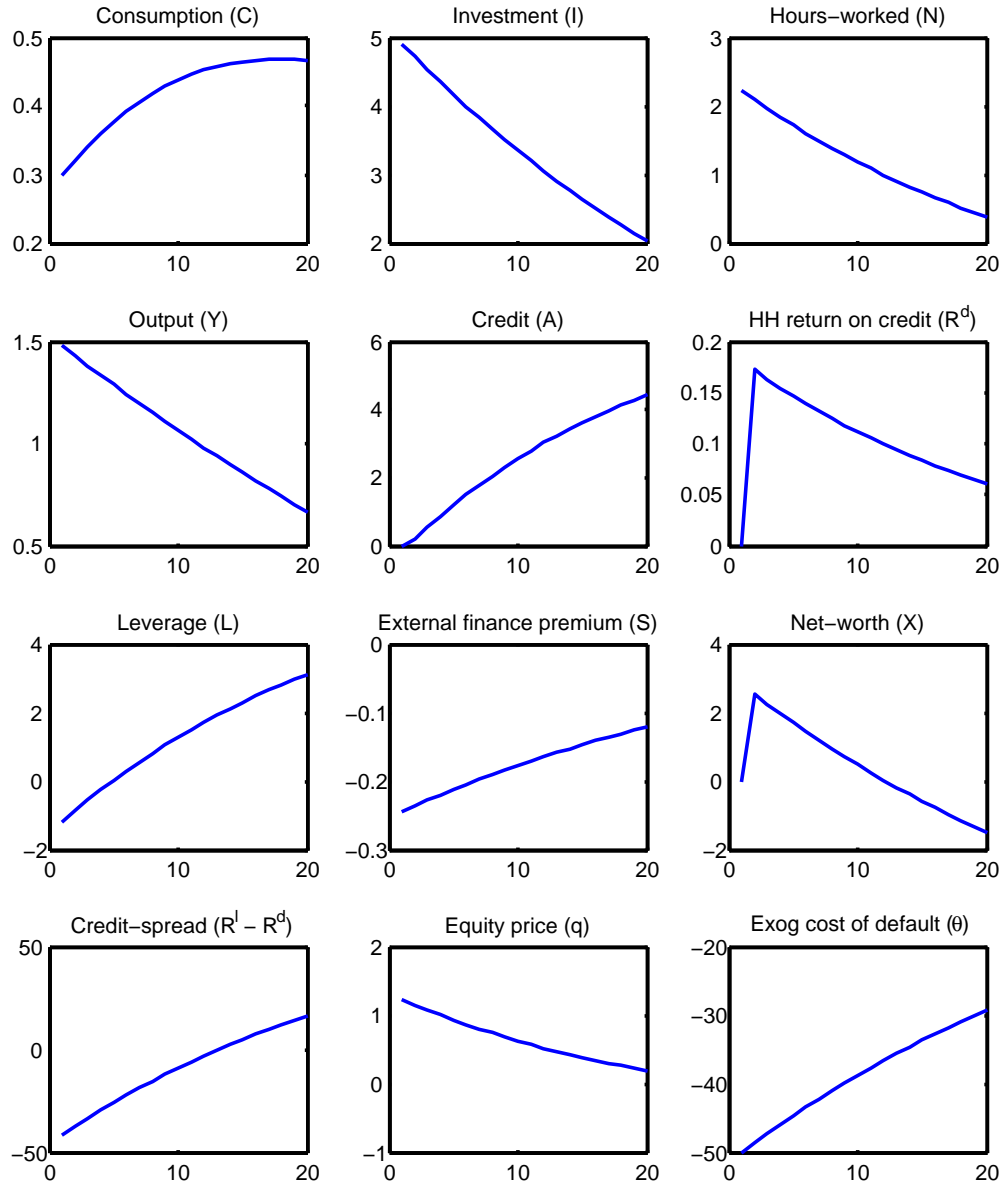 Consumption (C) Investment (I) Hours−worked (N)
0.5 5 3
0.4 4 2
0.3 3 1
0.2 2 0
0 10 20 0 10 20 0 10 20
Output (Y) Credit (A) HH return on credit (R^d)
1.5 6 0.2
4 0.15
1 0.1
2 0.05
0.5 0 0
0 10 20 0 10 20 0 10 20
Leverage (L) External finance premium (S) Net−worth (X)
4 0 4
2 −0.1 2
0 −0.2 0
−2 −0.3 −2
0 10 20 0 10 20 0 10 20
Credit−spread (R^l − R^d) Equity price (q) Exog cost of default (θ)
50 2 −20
1 −30
0
0 −40
−50 −1 −50
0 10 20 0 10 20 0 10 20